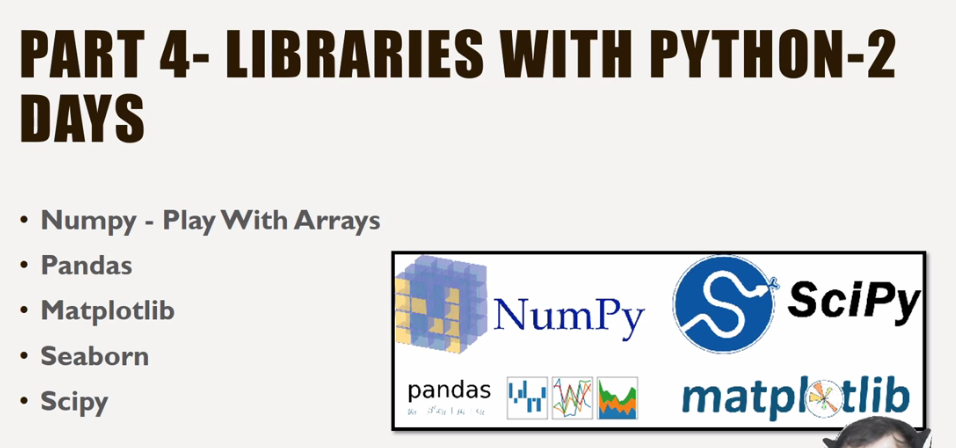 PART 4- LIBRARIES WITH PYTHON-2
DAYS
• Numpy - Play With Arrays
• Pandas
• Matplotlib
• Seaborn
• Scipy
NumPy
SciPy
pandas
matplotlib